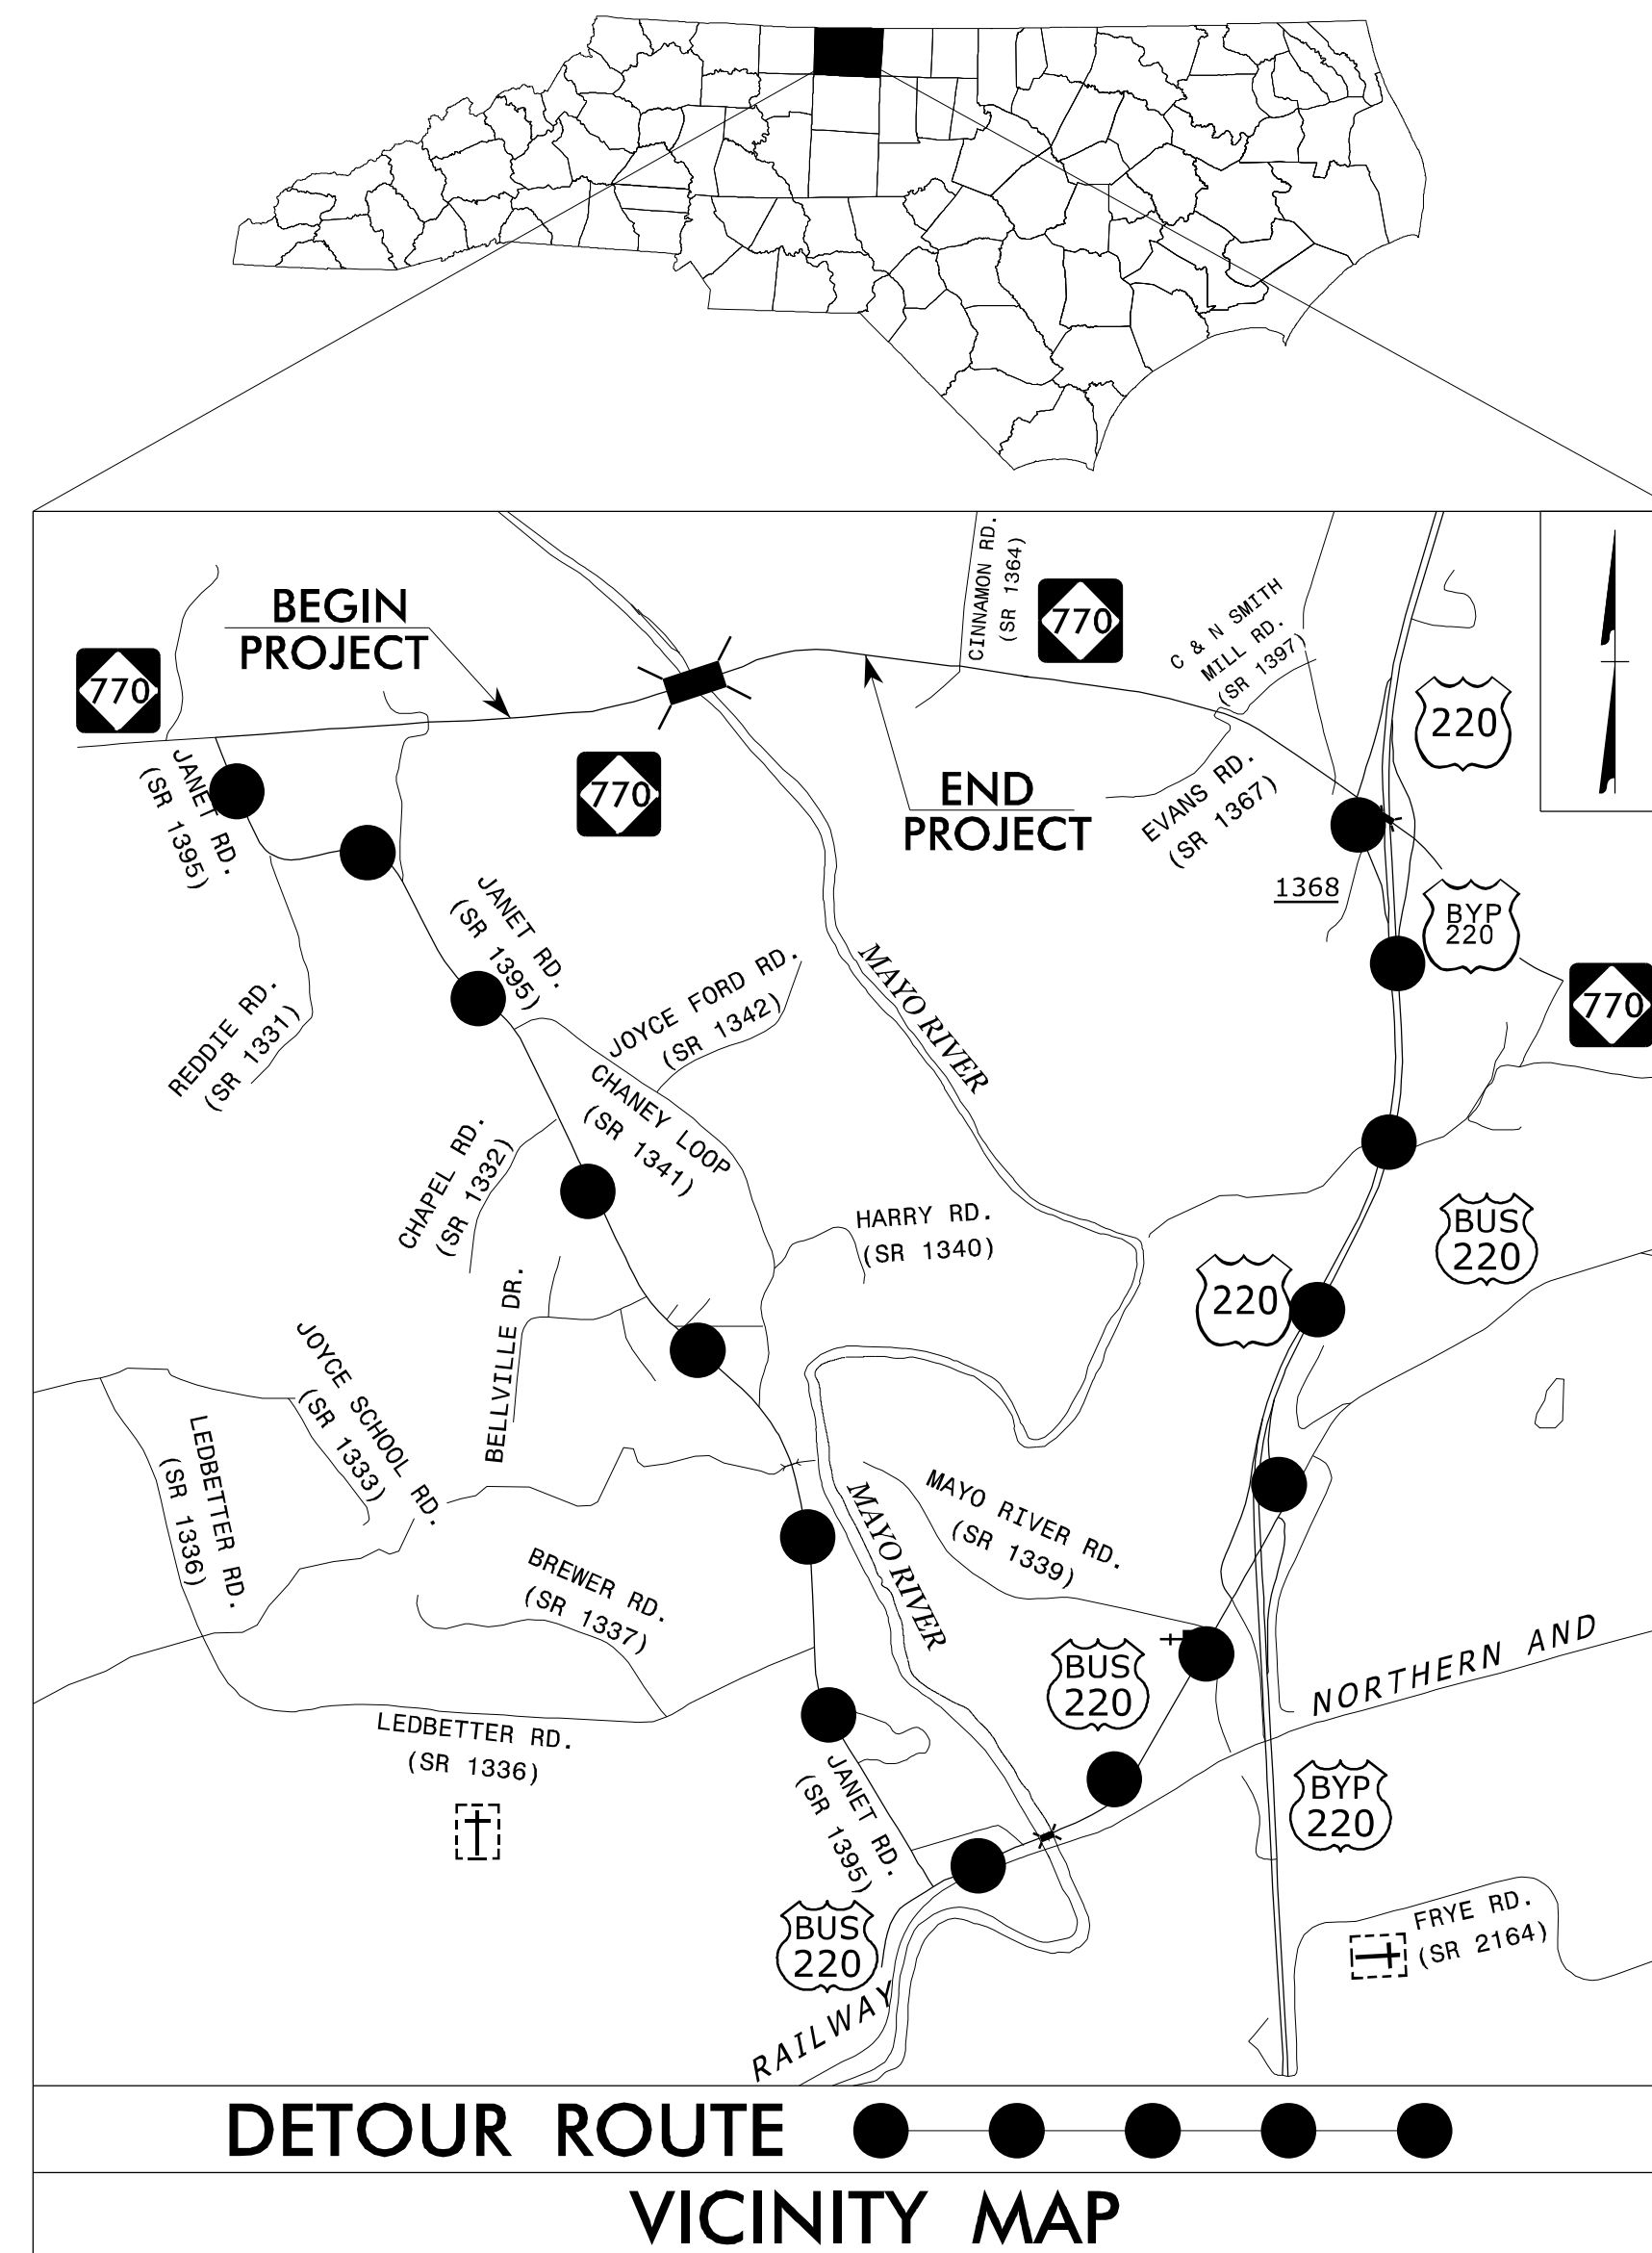 CINNAMON RD.
(SR 1364)
770
C & N SMITH
MILL RD.
(SR 1397)
BEGIN
PROJECT
770
220
JANET RD.
(SR 1395)
770
END
PROJECT
EVANS RD.
(SR 1367)
1368
BYP
220
JANET RD.
(SR 1395)
JOYCE FORD RD.
(SR 1342)
MAYO RIVER
770
REDDIE RD.
(SR 1331)
CHANEY LOOP
(SR 1341)
CHAPEL RD.
(SR 1332)
HARRY RD.
(SR 1340)
BUS
220
220
BELLVILLE DR.
JOYCE SCHOOL RD.
(SR 1333)
LEDBETTER RD.
(SR 1336)
MAYO RIVER
MAYO RIVER RD.
(SR 1339)
BREWER RD.
(SR 1337)
BUS
220
NORTHERN AND
LEDBETTER RD.
(SR 1336)
JANET RD.
(SR 1395)
BYP
220
BUS
220
FRYE RD.
(SR 2164)
RAILWAY
DETOUR ROUTE
VICINITY MAP